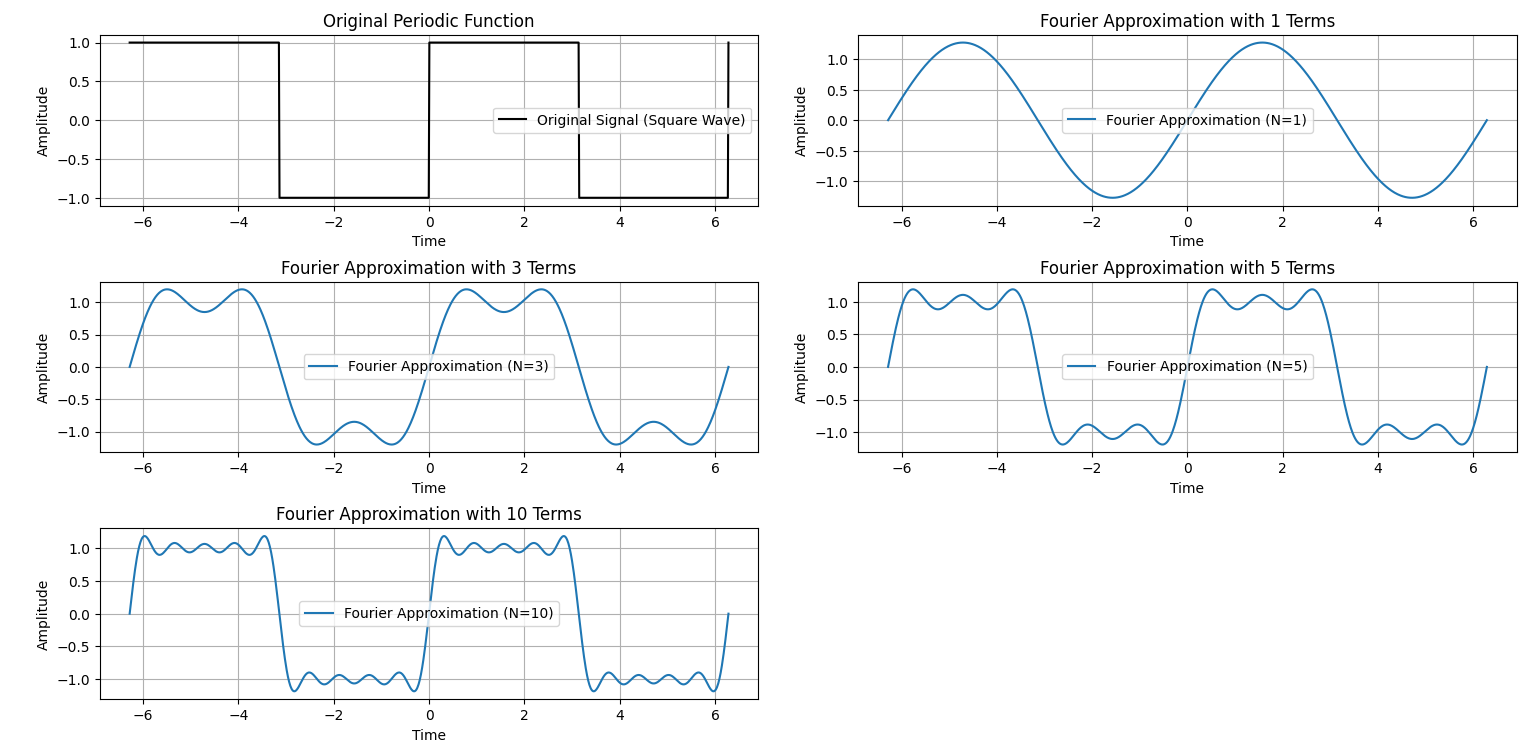 Original Periodic Function
1.0
0.5
0.0
−0.5
−1.0
Amplitude
Original Signal (Square Wave)
−6 −4 −2 0 2 4 6
Time
Fourier Approximation with 1 Terms
1.0
0.5
0.0
−0.5
−1.0
Amplitude
Fourier Approximation (N=1)
−6 −4 −2 0 2 4 6
Time
Fourier Approximation with 3 Terms
1.0
0.5
0.0
−0.5
−1.0
Amplitude
Fourier Approximation (N=3)
−6 −4 −2 0 2 4 6
Time
Fourier Approximation with 5 Terms
1.0
0.5
0.0
−0.5
−1.0
Amplitude
Fourier Approximation (N=5)
−6 −4 −2 0 2 4 6
Time
Fourier Approximation with 10 Terms
1.0
0.5
0.0
−0.5
−1.0
Amplitude
Fourier Approximation (N=10)
−6 −4 −2 0 2 4 6
Time